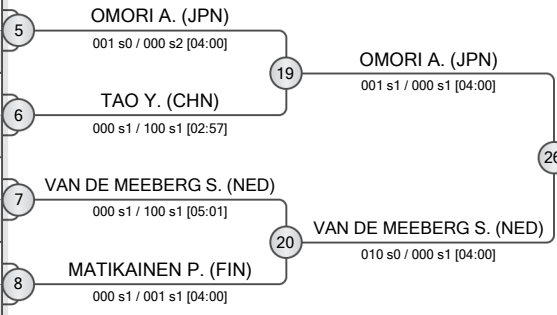 OMORI A. (JPN)
5
001 s0 / 000 s2 [04:00]
19
OMORI A. (JPN)
001 s1 / 000 s1 [04:00]
TAO Y. (CHN)
6
000 s1 / 100 s1 [02:57]
26
VAN DE MEEBERG S. (NED)
7
000 s1 / 100 s1 [05:01]
20
VAN DE MEEBERG S. (NED)
010 s0 / 000 s1 [04:00]
MATIKAINEN P. (FIN)
8
000 s1 / 001 s1 [04:00]